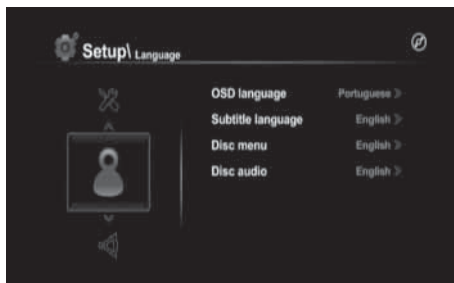 Setup\ Language
OSD language Portuguese
Subtitle language English
Disc menu English
Disc audio English